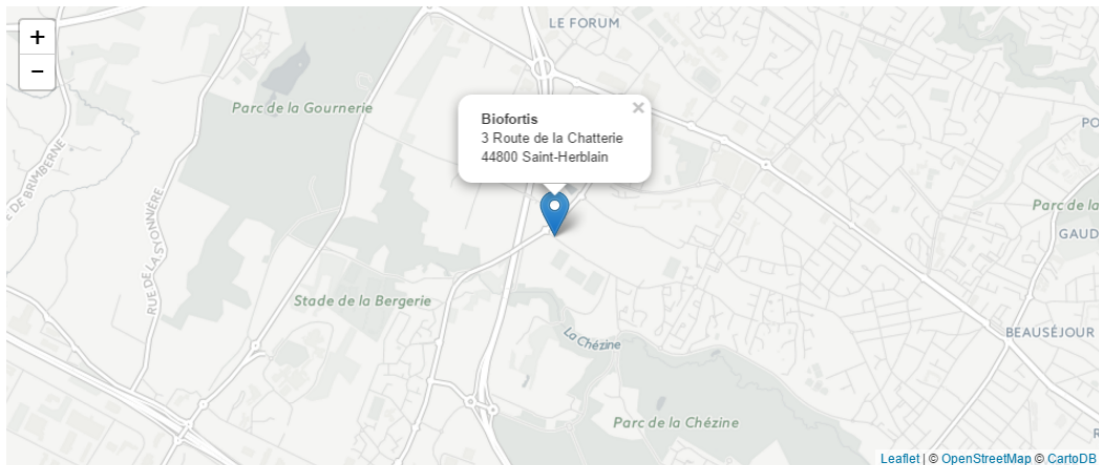 LE FORUM
+
−
Parc de la Gournerie
×
Biofortis
3 Route de la Chatterie
44800 Saint-Herblain
PO
E DE BRIMBERNE
RUE DE LA SYONNIÈRE
Parc de la
GAUD
Stade de la Bergerie
La Chézine
BEAUSÉJOUR
Parc de la Chézine
R
Leaflet | © OpenStreetMap © CartoDB